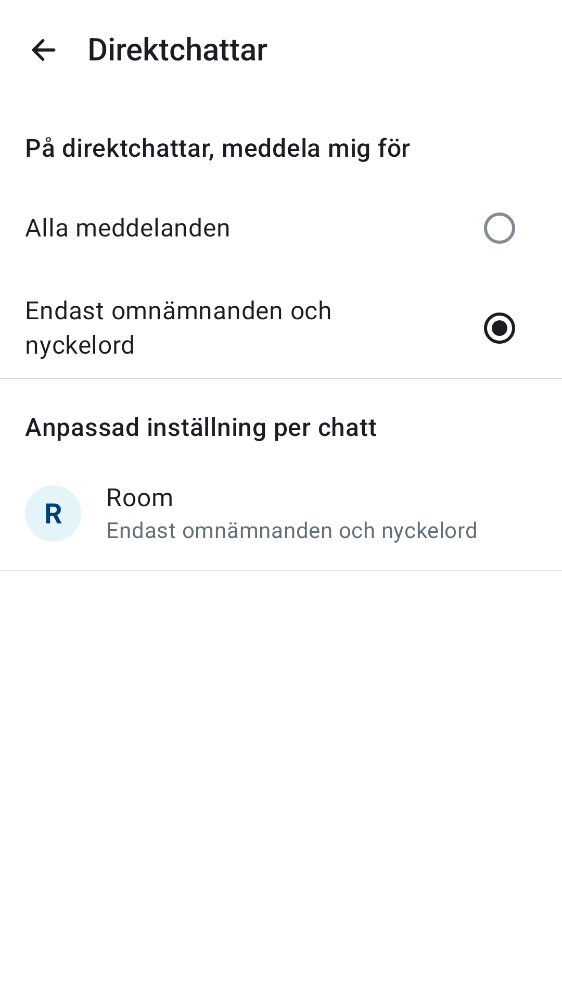 Direktchattar
På direktchattar, meddela mig för
Alla meddelanden
Endast omnämnanden och
nyckelord
Anpassad inställning per chatt
R
Room
Endast omnämnanden och nyckelord